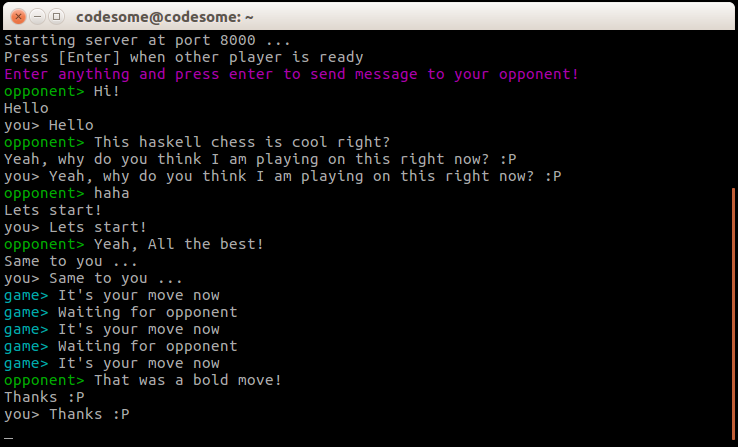 codesome@codesome: ~
Starting server at port 8000 ...
Press [Enter] when other player is ready
Enter anything and press enter to send message to your opponent!
opponent> Hi!
Hello
you> Hello
opponent> This haskell chess is cool right?
Yeah, why do you think I am playing on this right now? :P
you> Yeah, why do you think I am playing on this right now? :P
opponent> haha
Lets start!
you> Lets start!
opponent> Yeah, All the best!
Same to you ...
you> Same to you ...
game> It's your move now
game> Waiting for opponent
game> It's your move now
game> Waiting for opponent
game> It's your move now
opponent> That was a bold move!
Thanks :P
you> Thanks :P